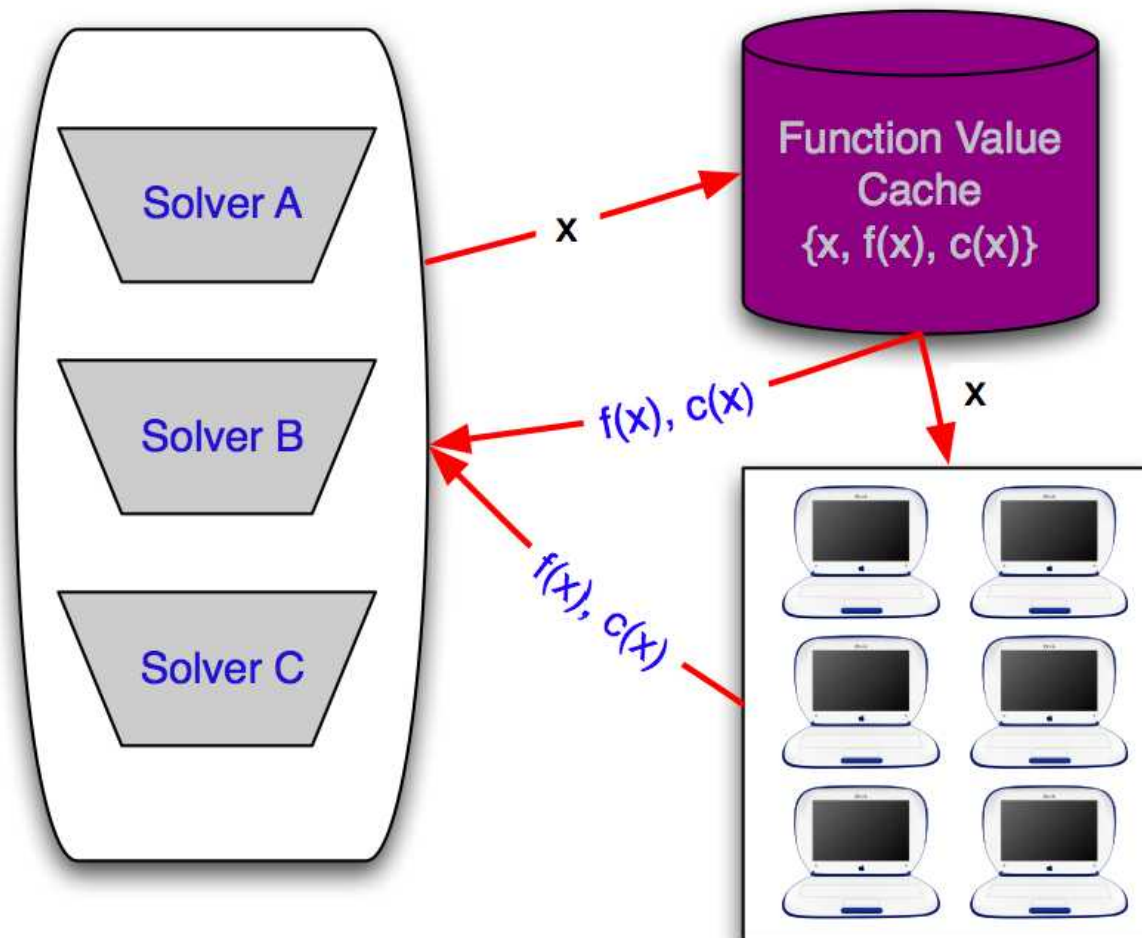 Solver A
Solver B
Solver C
x
Function Value
Cache
{x, f(x), c(x)}
f(x), c(x)
x
f(x), c(x)